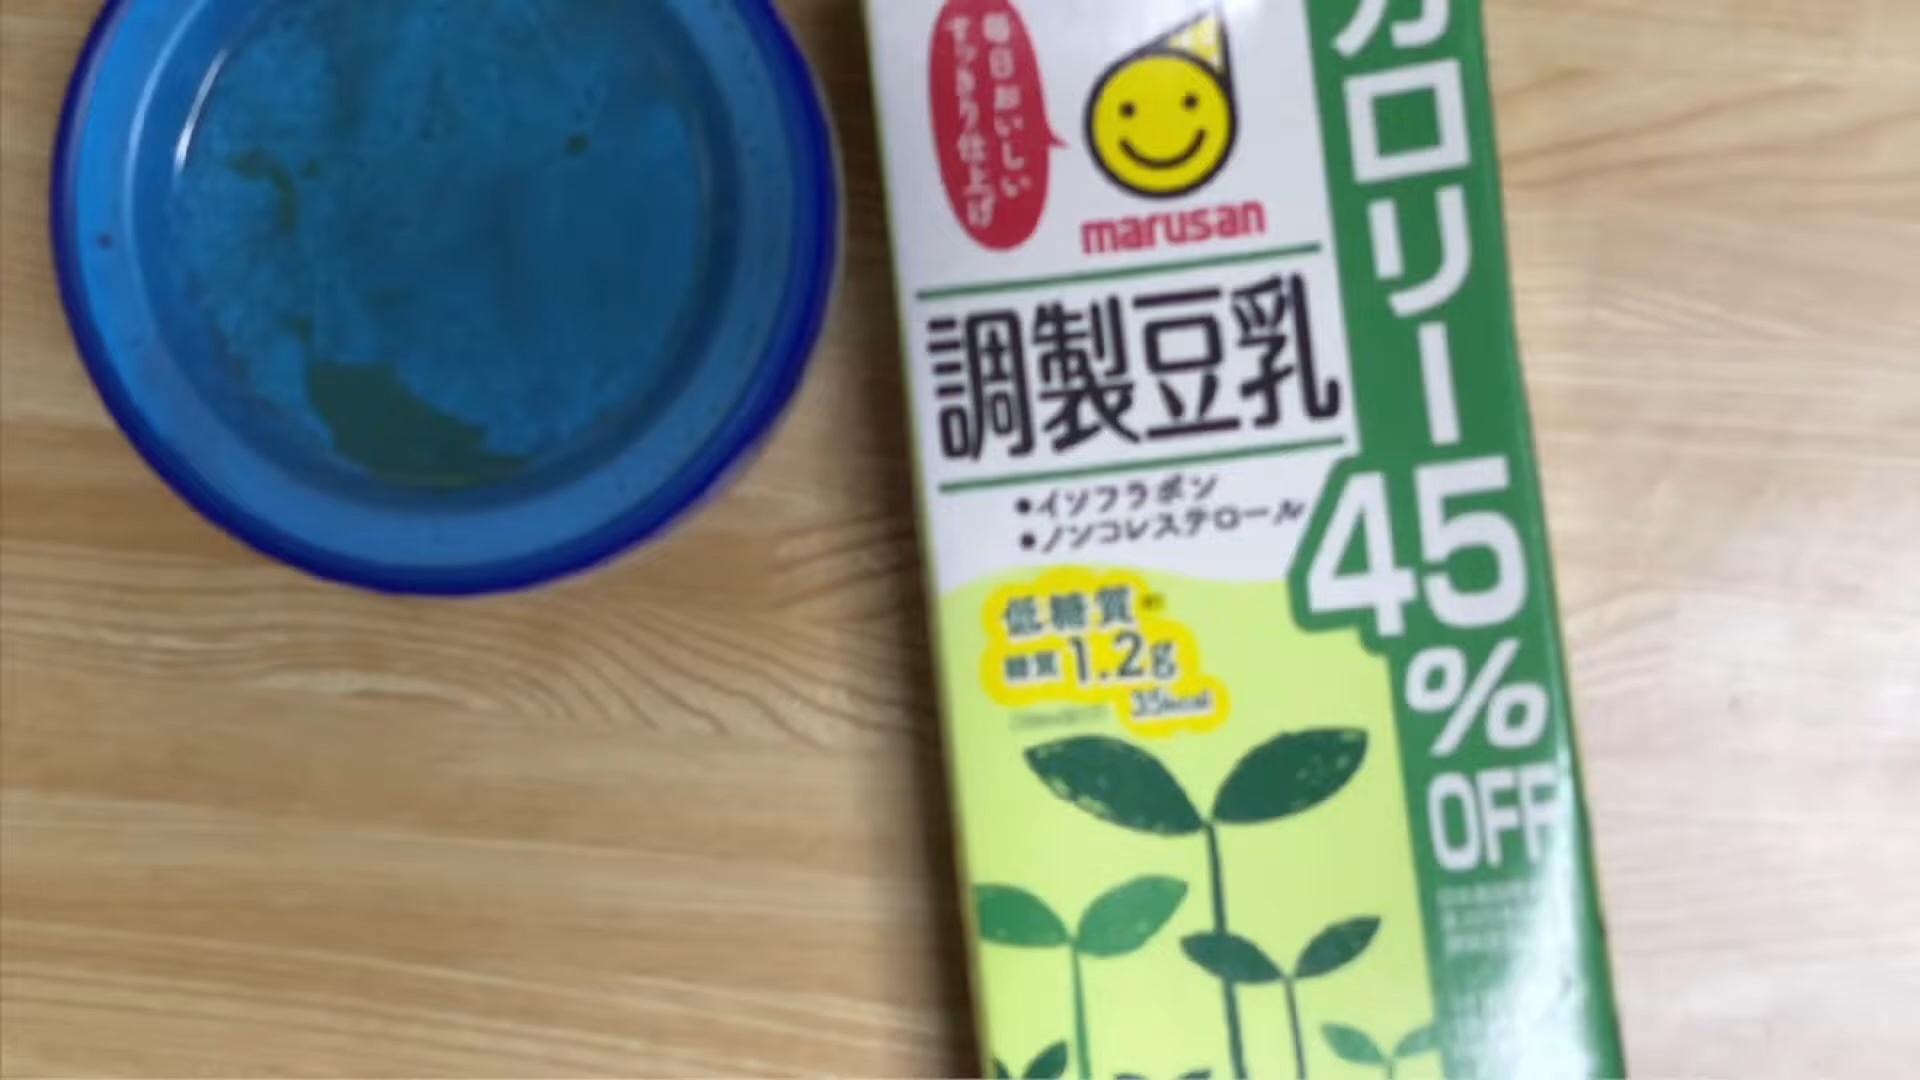 毎日おいしい
すっきり仕上げ
marusan
調製豆乳
•イソフラボン
•ノンコレステロール
低糖質
糖質1.2g
35kcal
カロリー45%OFF